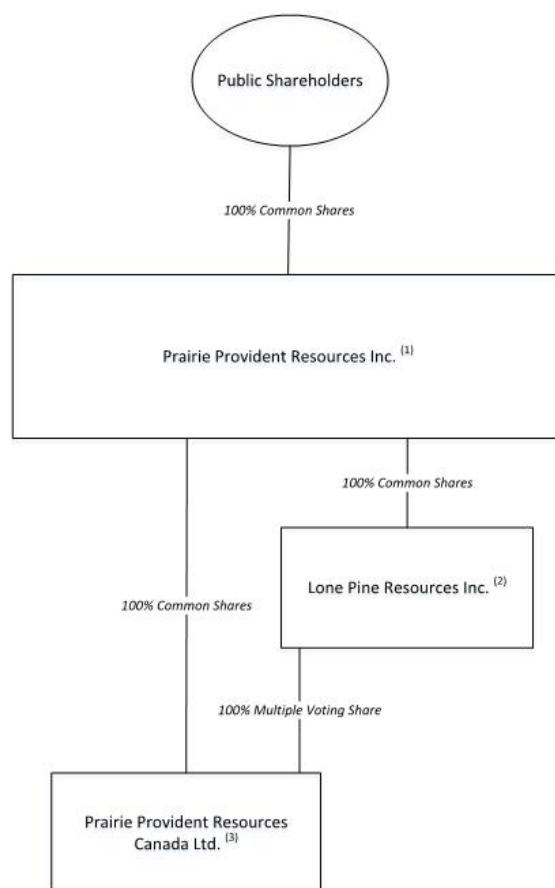 Public Shareholders
100% Common Shares
Prairie Provident Resources Inc. (1)
100% Common Shares
Lone Pine Resources Inc. (2)
100% Common Shares
100% Multiple Voting Share
Prairie Provident Resources
Canada Ltd. (3)